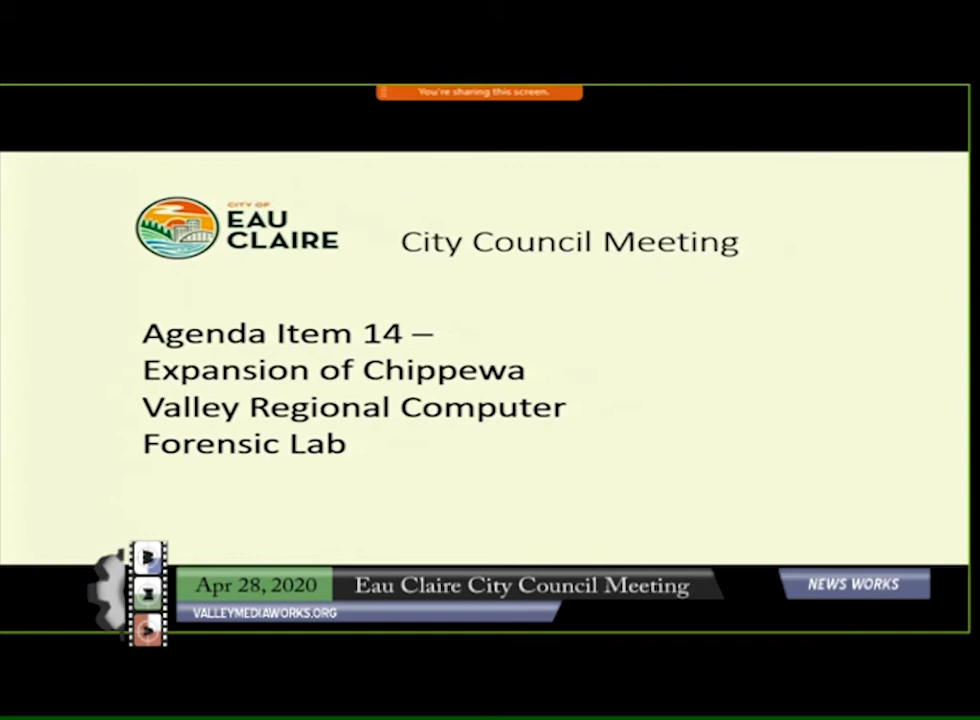 You're sharing this screen.
CITY OF
EAU
CLAIRE
City Council Meeting
Agenda Item 14 –
Expansion of Chippewa
Valley Regional Computer
Forensic Lab
Apr 28, 2020
Eau Claire City Council Meeting
NEWS WORKS
VALLEYMEDIAWORKS.ORG